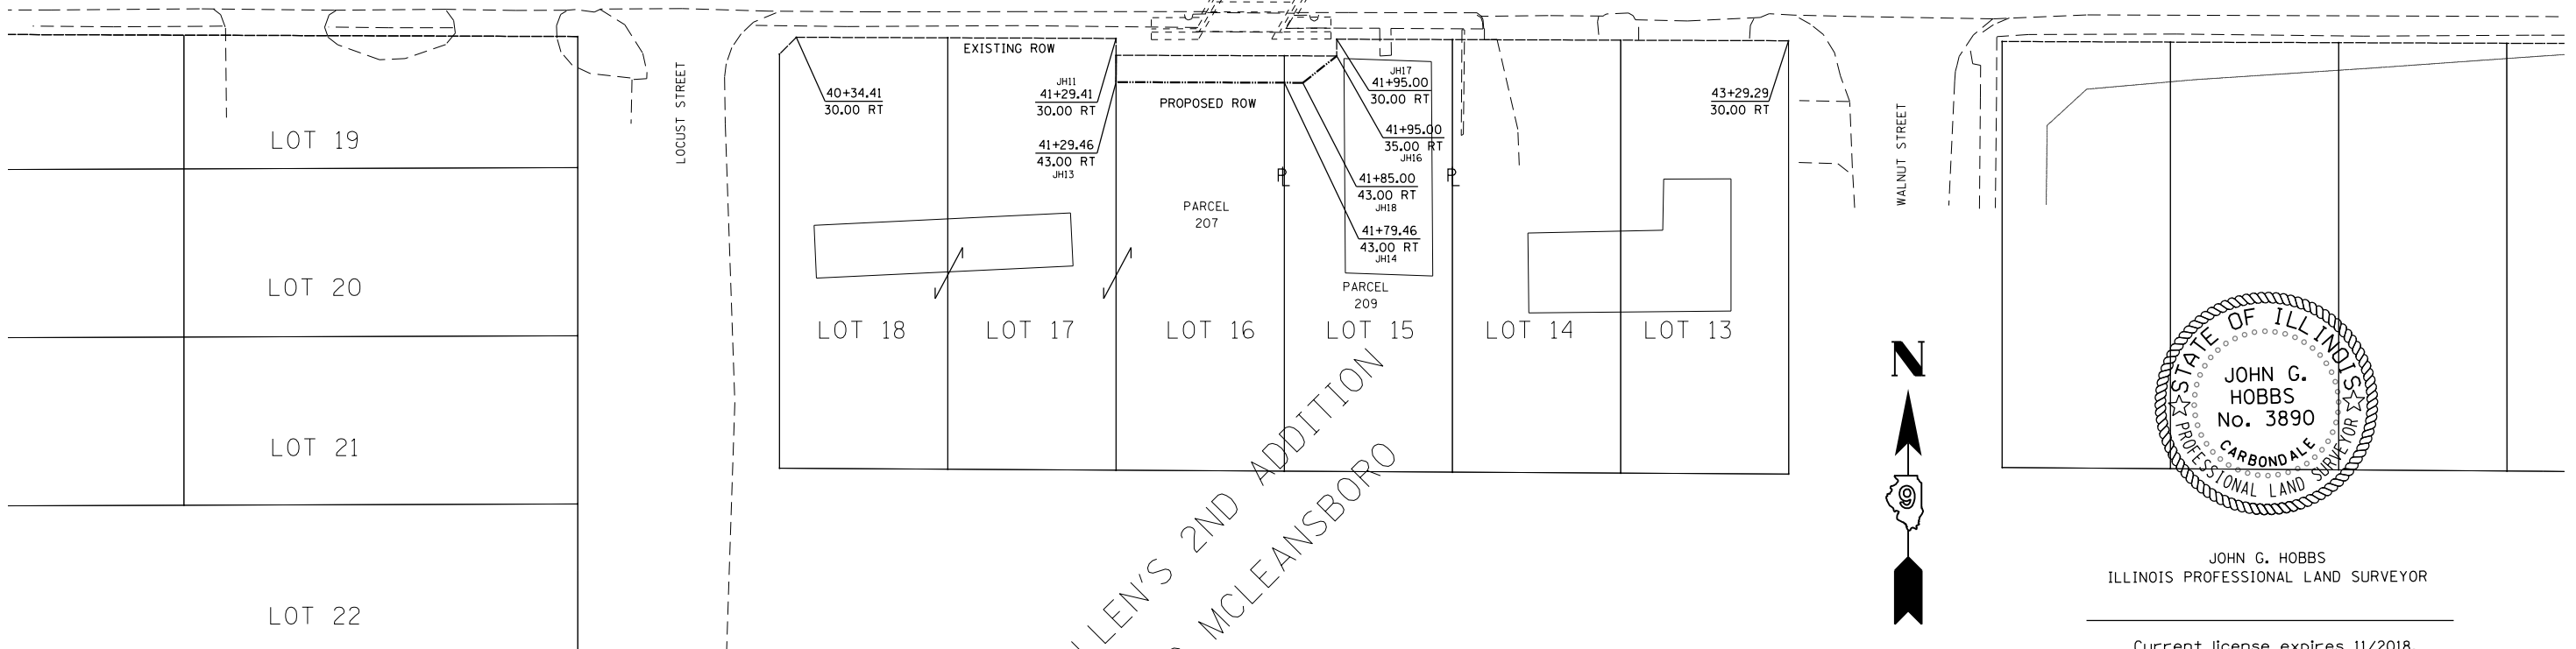 EXISTING ROW
40+34.41
30.00 RT
JH11
41+29.41
30.00 RT
41+29.46
43.00 RT
JH13
PROPOSED ROW
JH17
41+95.00
30.00 RT
41+95.00
35.00 RT
JH16
41+85.00
43.00 RT
JH18
41+79.46
43.00 RT
JH14
43+29.29
30.00 RT
LOCUST STREET
WALNUT STREET
PL
PL
PARCEL
207
PARCEL
209
LOT 19
LOT 20
LOT 21
LOT 22
LOT 18
LOT 17
LOT 16
LOT 15
LOT 14
LOT 13
LLEN'S 2ND ADDITION
MCLEANSBORO
N
9
STATE OF ILLINOIS
JOHN G.
HOBBS
No. 3890
CARBONDALE
PROFESSIONAL LAND SURVEYOR
JOHN G. HOBBS
ILLINOIS PROFESSIONAL LAND SURVEYOR
Current license expires 11/2018.